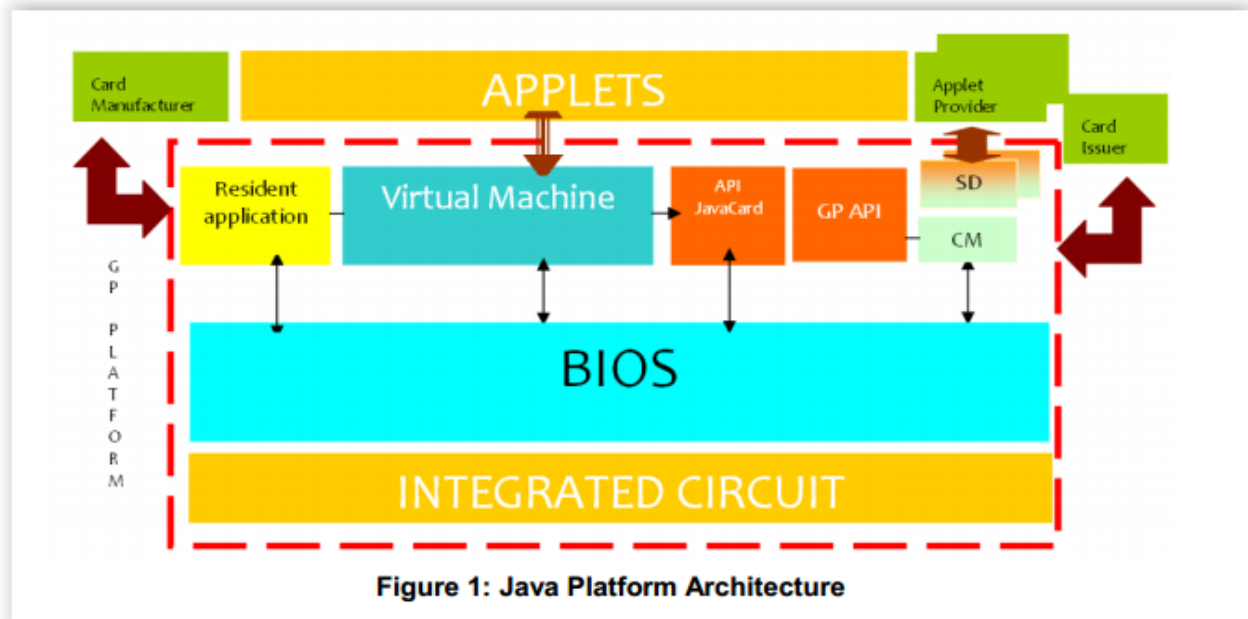 Card
Manufacturer
APPLETS
Applet
Provider
Card
Issuer
Resident
application
Virtual Machine
API
JavaCard
GP API
SD
CM
G
P
P
L
A
T
F
O
R
M
BIOS
INTEGRATED CIRCUIT
Figure 1: Java Platform Architecture